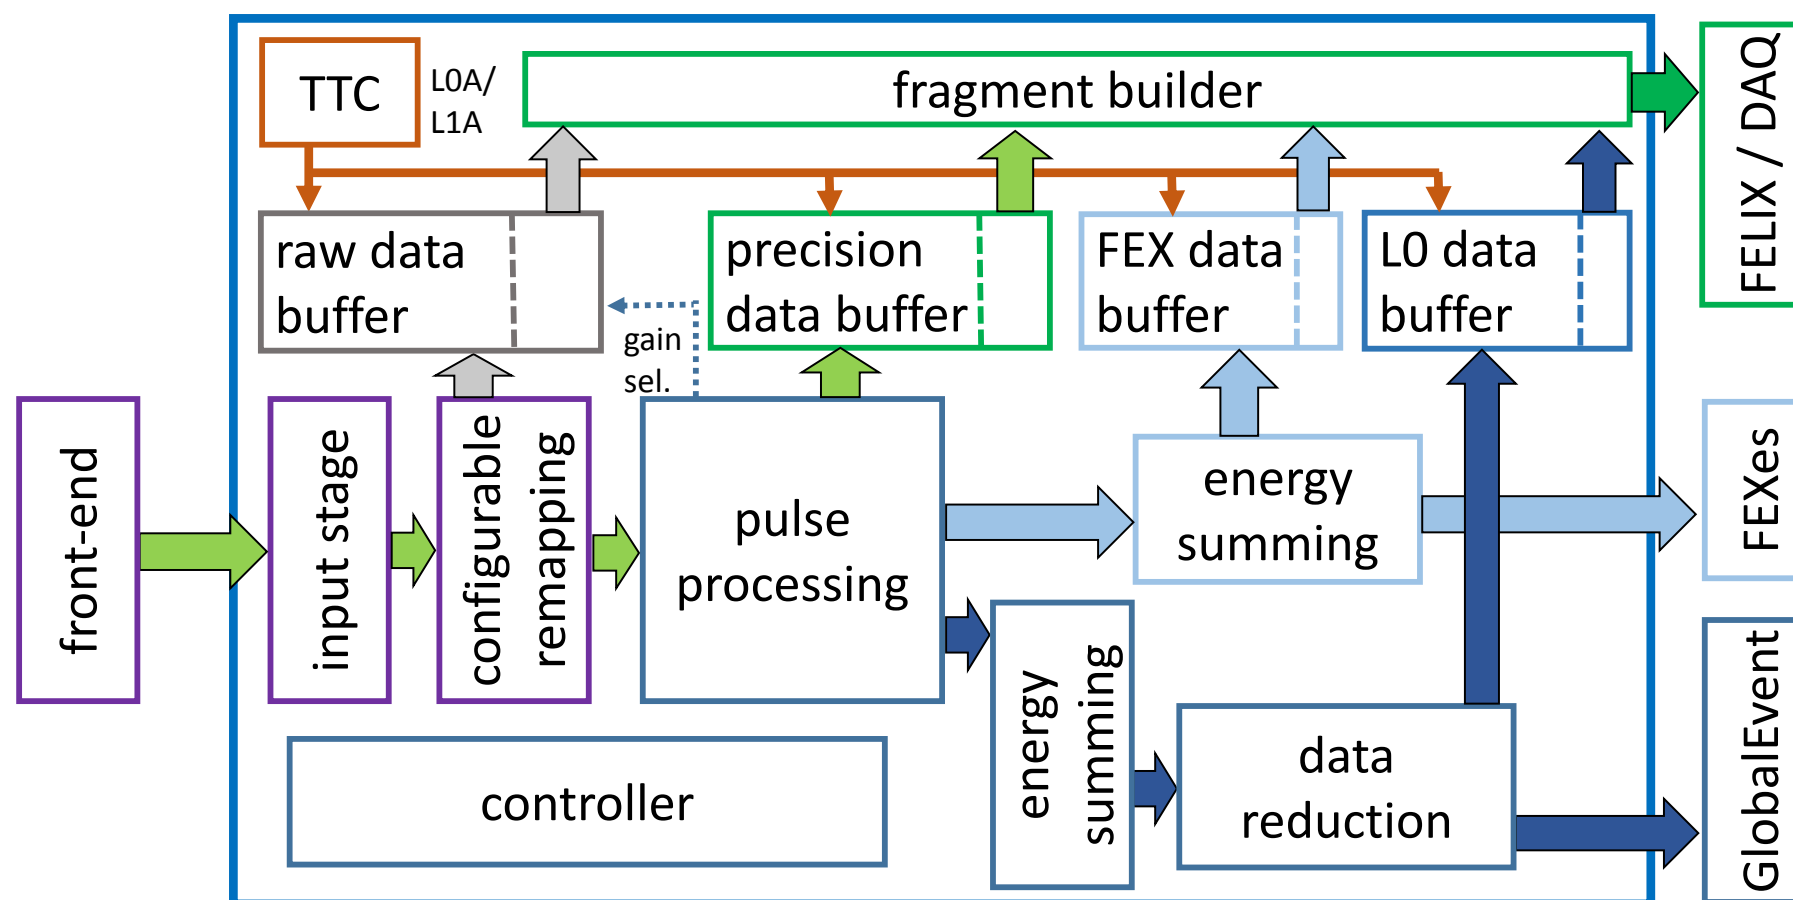 TTC
L0A/
L1A
fragment builder
FELIX / DAQ
raw data
buffer
precision
data buffer
FEX data
buffer
L0 data
buffer
gain
sel.
front-end
input stage
configurable
remapping
pulse
processing
energy
summing
FEXes
energy
summing
data
reduction
GlobalEvent
controller